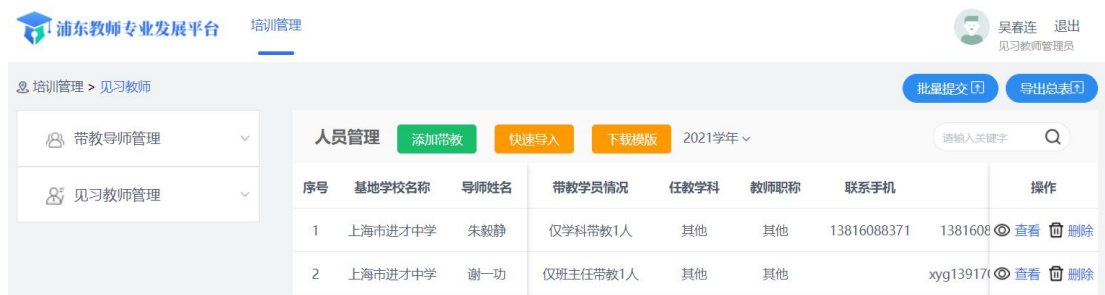 浦东教师专业发展平台 培训管理 吴春连 退出
见习教师管理员
培训管理 > 见习教师 批量提交 导出总表
带教导师管理 人员管理 添加带教 快速导入 下载模版 2021学年 请输入关键字
见习教师管理
序号 基地学校名称 导师姓名 带教学员情况 任教学科 教师职称 联系手机 操作
1 上海市进才中学 朱毅静 仅学科带教1人 其他 其他 13816088371 1381608 查看 删除
2 上海市进才中学 谢一功 仅班主任带教1人 其他 其他 xyg13917 查看 删除